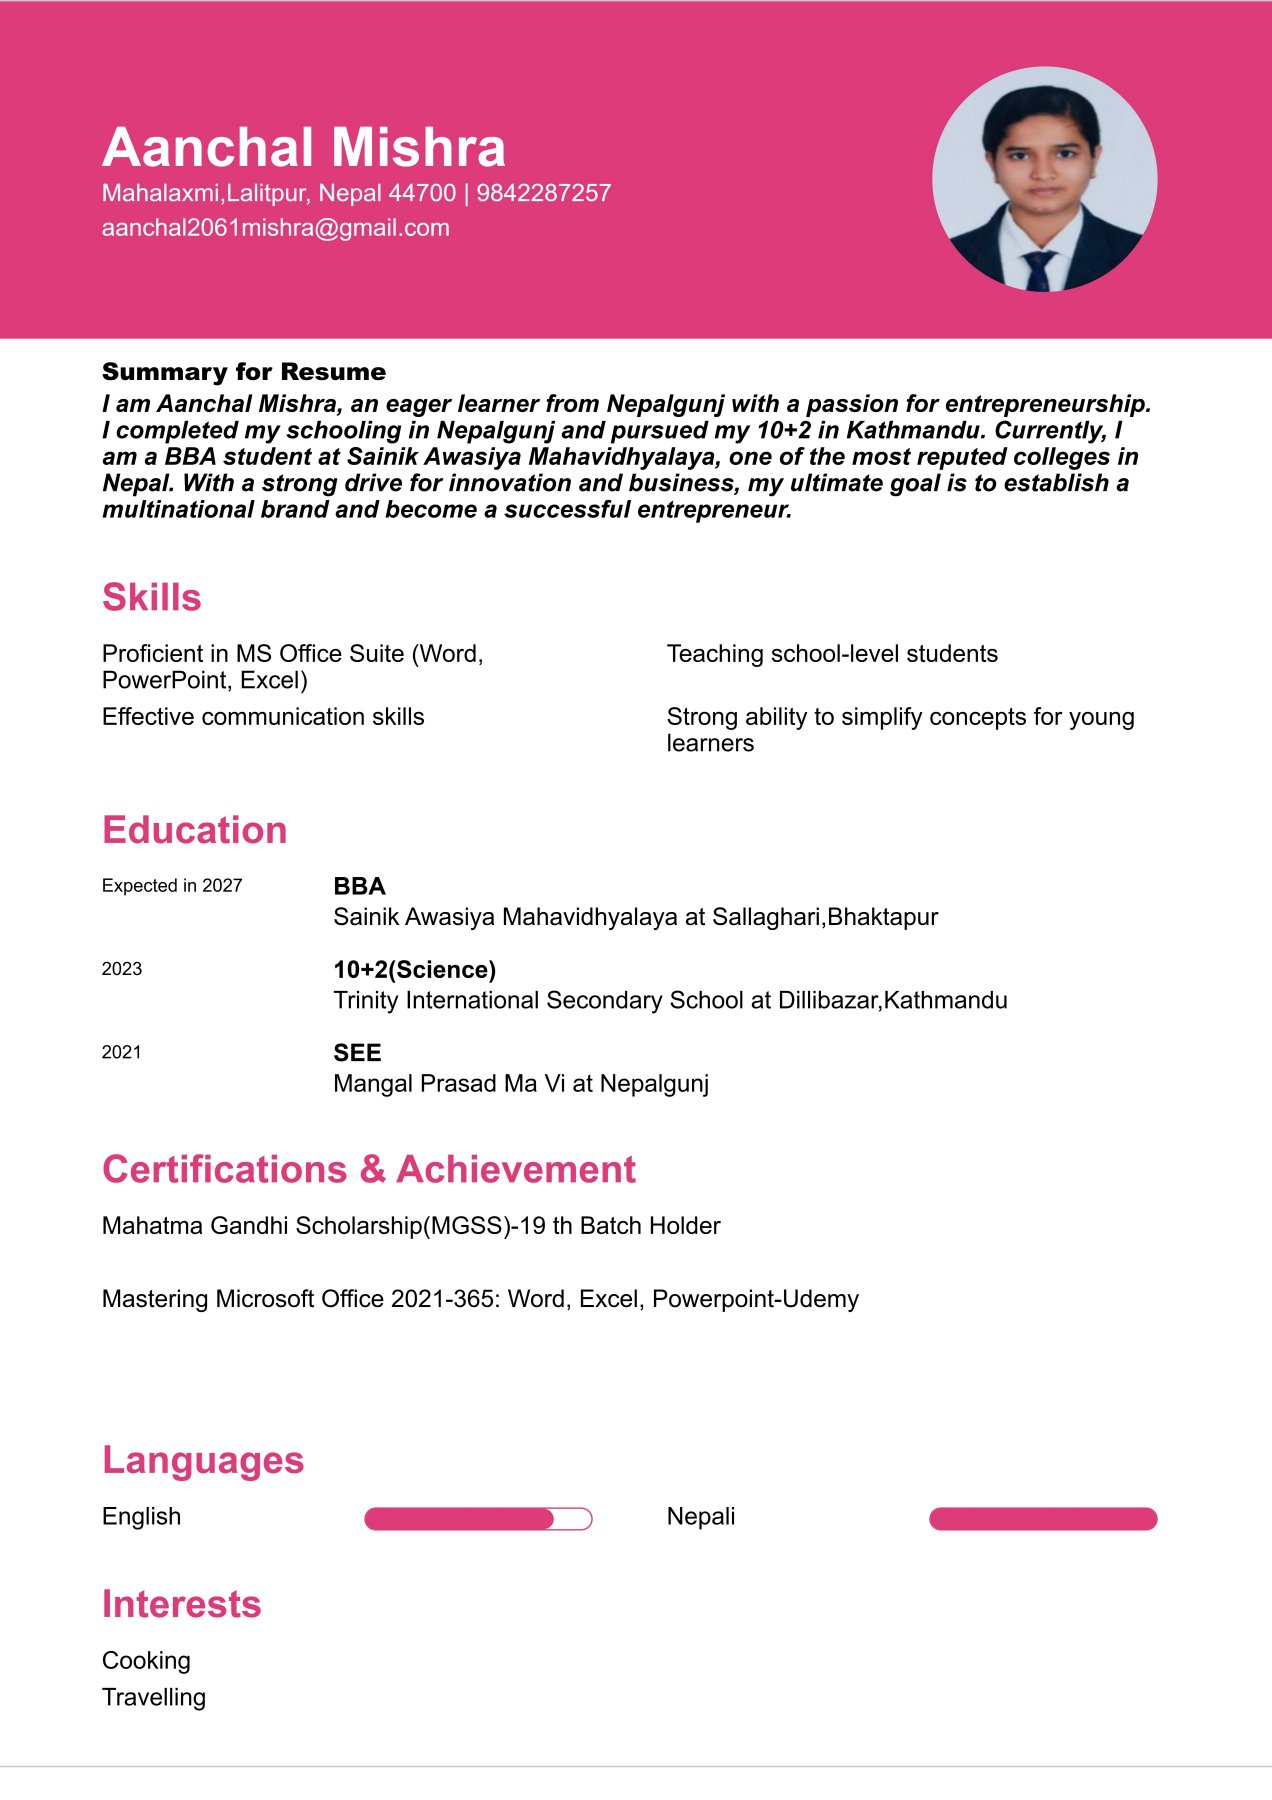 Aanchal Mishra
Mahalaxmi,Lalitpur, Nepal 44700 | 9842287257
aanchal2061mishra@gmail.com
Summary for Resume
I am Aanchal Mishra, an eager learner from Nepalgunj with a passion for entrepreneurship.
I completed my schooling in Nepalgunj and pursued my 10+2 in Kathmandu. Currently, I
am a BBA student at Sainik Awasiya Mahavidhyalaya, one of the most reputed colleges in
Nepal. With a strong drive for innovation and business, my ultimate goal is to establish a
multinational brand and become a successful entrepreneur.
Skills
Proficient in MS Office Suite (Word,
PowerPoint, Excel)
Teaching school-level students
Effective communication skills
Strong ability to simplify concepts for young
learners
Education
Expected in 2027
BBA
Sainik Awasiya Mahavidhyalaya at Sallaghari,Bhaktapur
2023
10+2(Science)
Trinity International Secondary School at Dillibazar,Kathmandu
2021
SEE
Mangal Prasad Ma Vi at Nepalgunj
Certifications & Achievement
Mahatma Gandhi Scholarship(MGSS)-19 th Batch Holder
Mastering Microsoft Office 2021-365: Word, Excel, Powerpoint-Udemy
Languages
English
Nepali
Interests
Cooking
Travelling